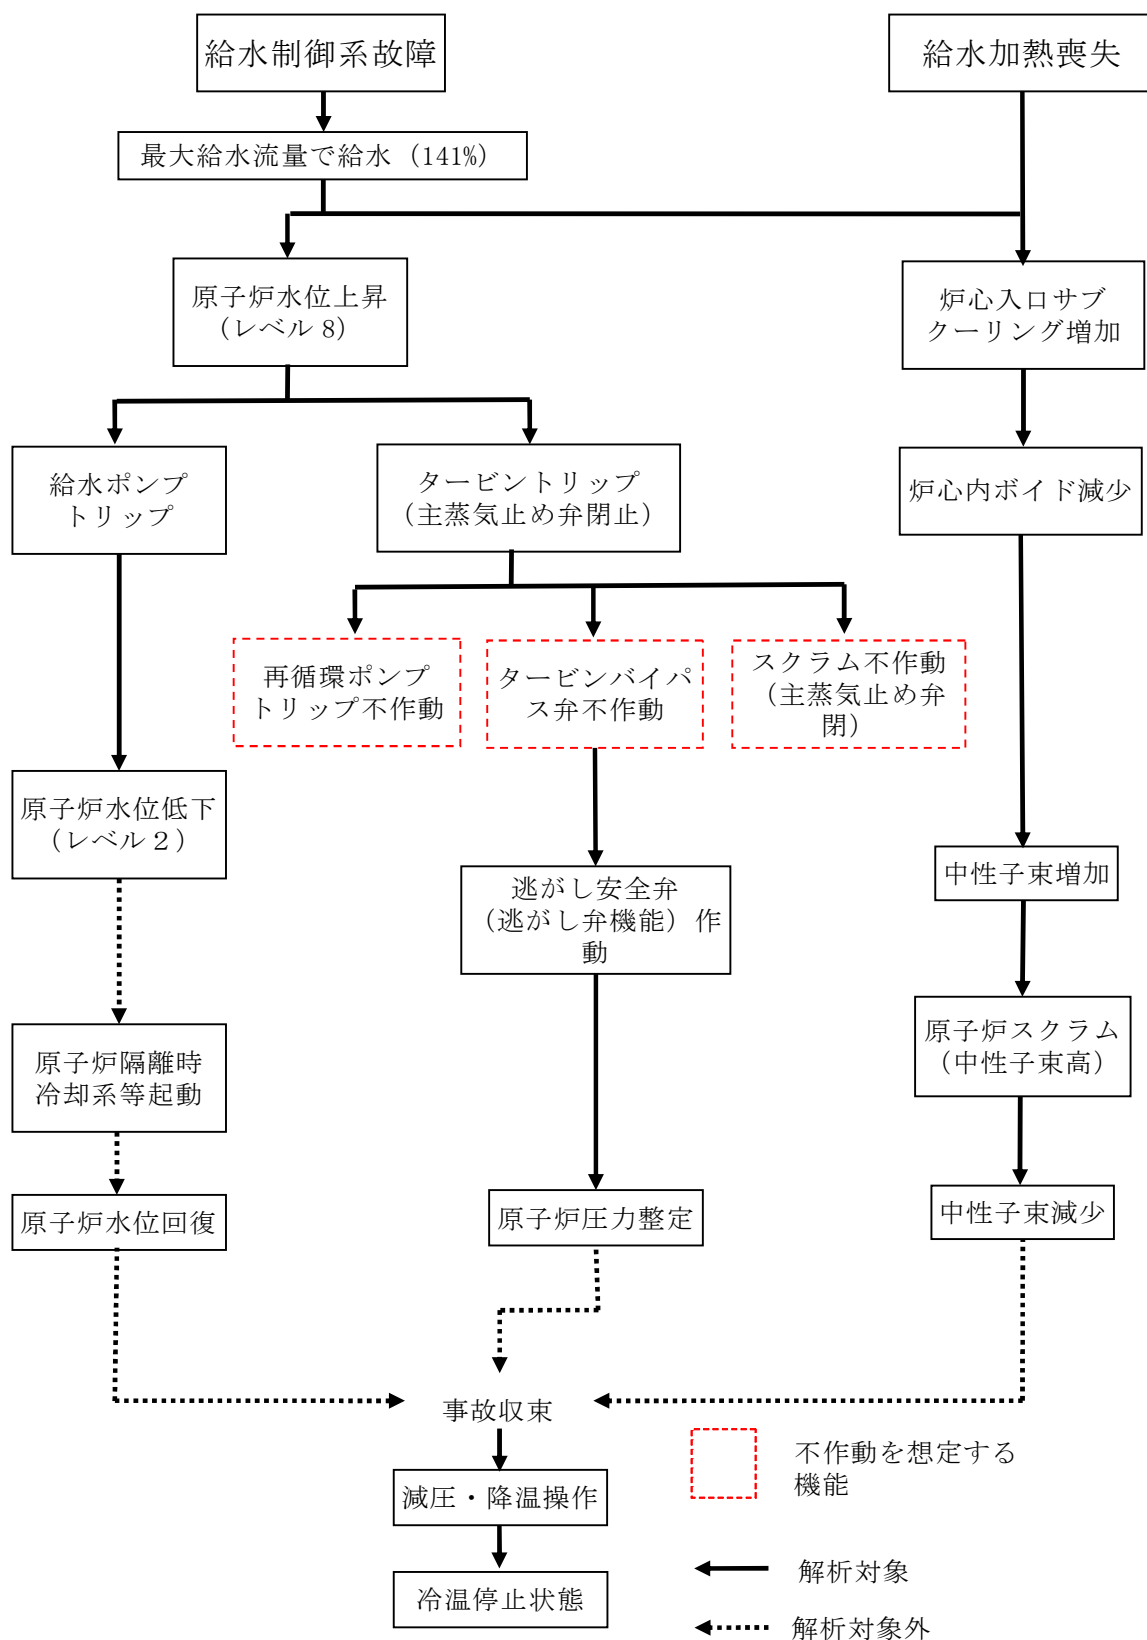 給水制御系故障
給水加熱喪失
最大給水流量で給水（141%）
原子炉水位上昇
（レベル 8）
炉心入口サブ
クーリング増加
給水ポンプ
トリップ
タービントリップ
（主蒸気止め弁閉止）
炉心内ボイド減少
再循環ポンプ
トリップ不作動
タービンバイパ
ス弁不作動
スクラム不作動
（主蒸気止め弁
閉）
原子炉水位低下
（レベル２）
中性子束増加
逃がし安全弁
（逃がし弁機能）作
動
原子炉隔離時
冷却系等起動
原子炉スクラム
（中性子束高）
原子炉水位回復
原子炉圧力整定
中性子束減少
事故収束
減圧・降温操作
冷温停止状態
不作動を想定する
機能
解析対象
解析対象外